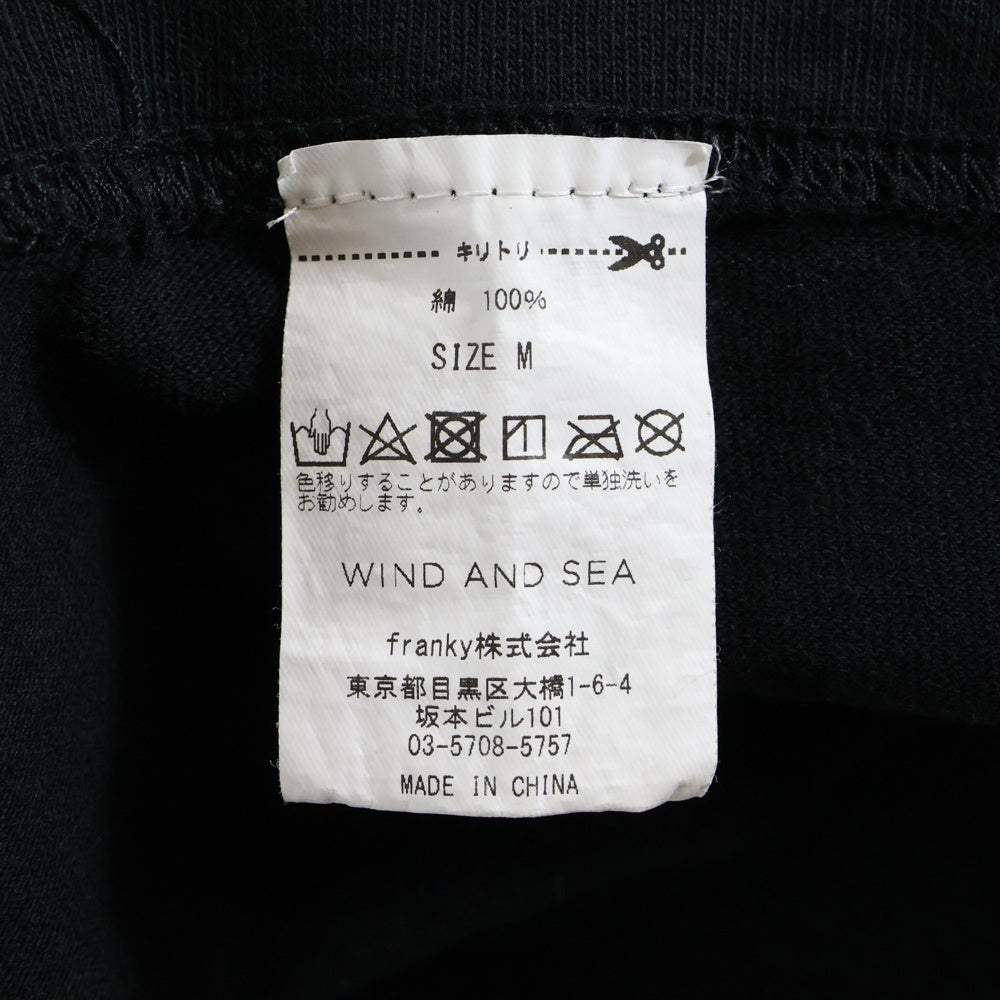 キリトリ
綿 100%
SIZE M
色移りすることがありますので単独洗いを
お勧めします。
WIND AND SEA
franky株式会社
東京都目黒区大橋1-6-4
坂本ビル101
03-5708-5757
MADE IN CHINA